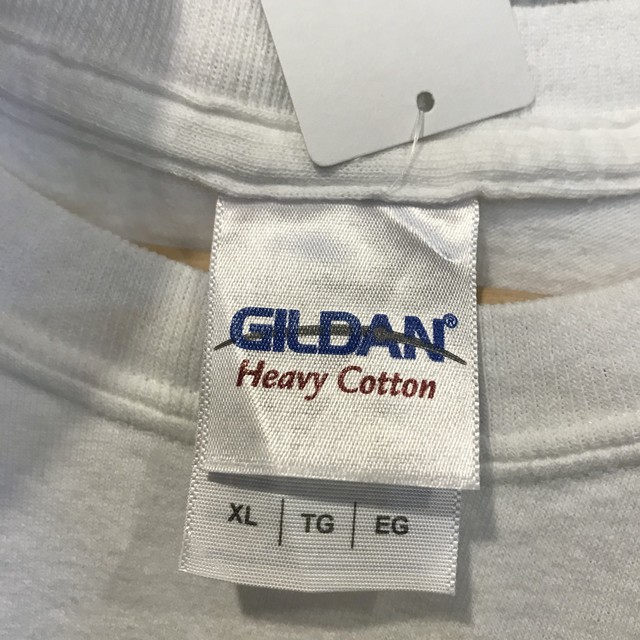 GILDAN®
Heavy Cotton
XL | TG | EG